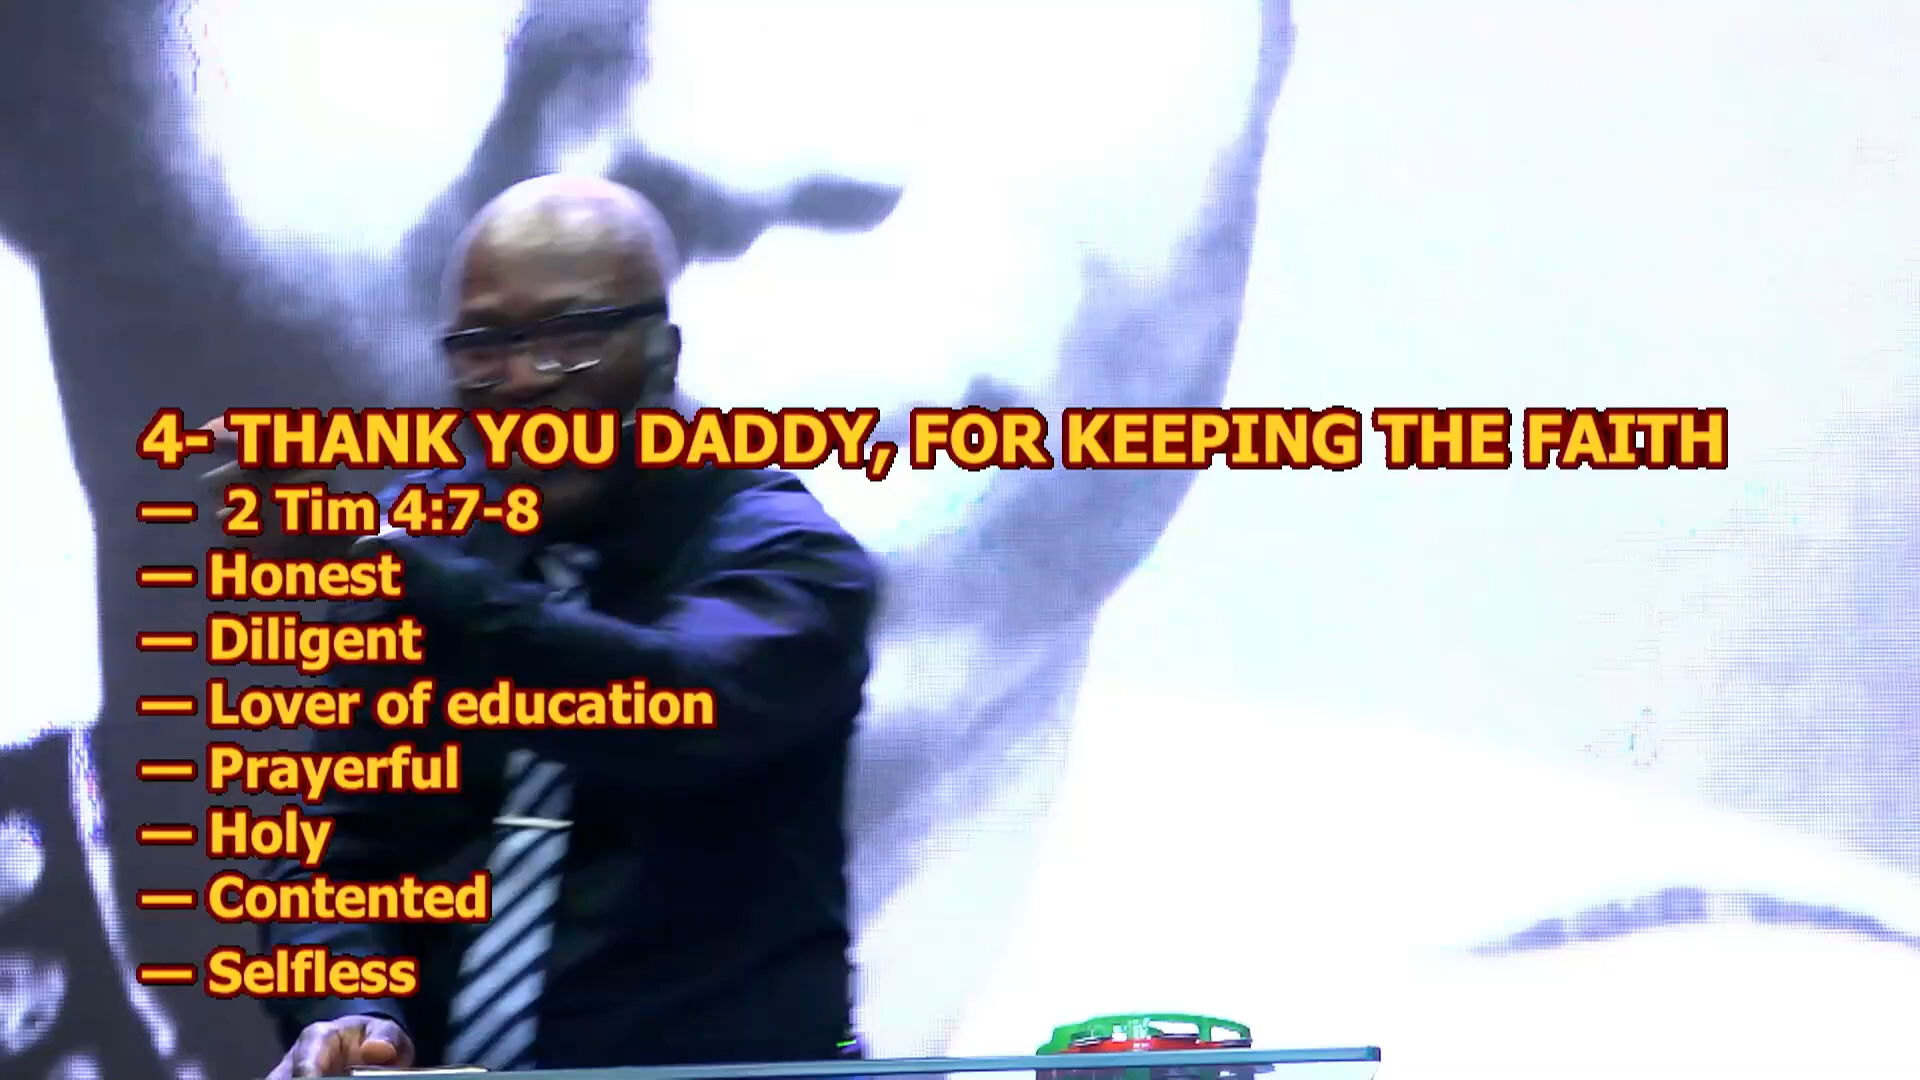 4- THANK YOU DADDY, FOR KEEPING THE FAITH
— 2 Tim 4:7-8
— Honest
— Diligent
— Lover of education
— Prayerful
— Holy
— Contented
— Selfless